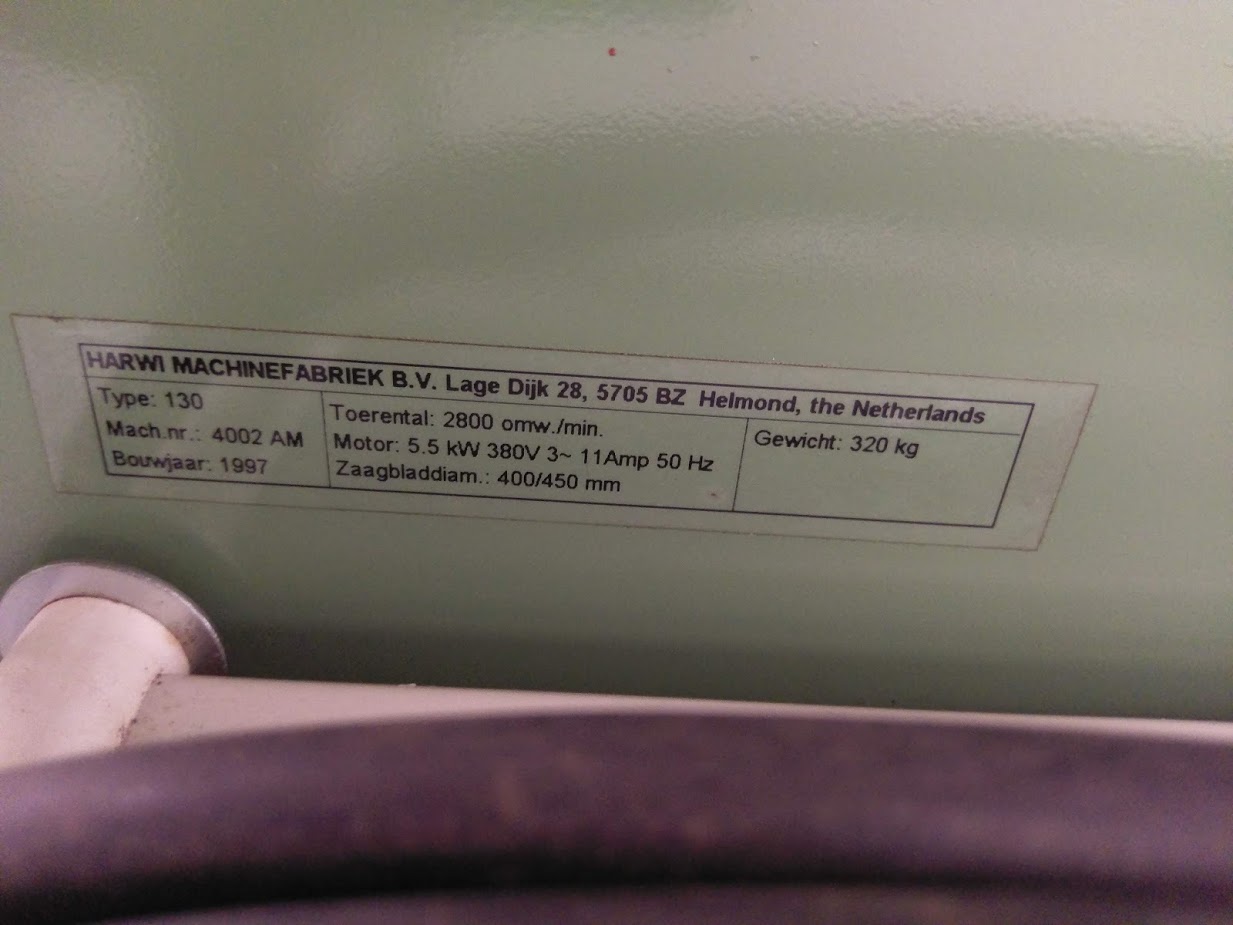 HARWI MACHINEFABRIEK B.V. Lage Dijk 28, 5705 BZ Helmond, the Netherlands
Type: 130
Mach.nr.: 4002 AM
Bouwjaar: 1997
Toerental: 2800 omw./min.
Motor: 5.5 kW 380V 3~ 11Amp 50 Hz
Zaagbladdiam.: 400/450 mm
Gewicht: 320 kg